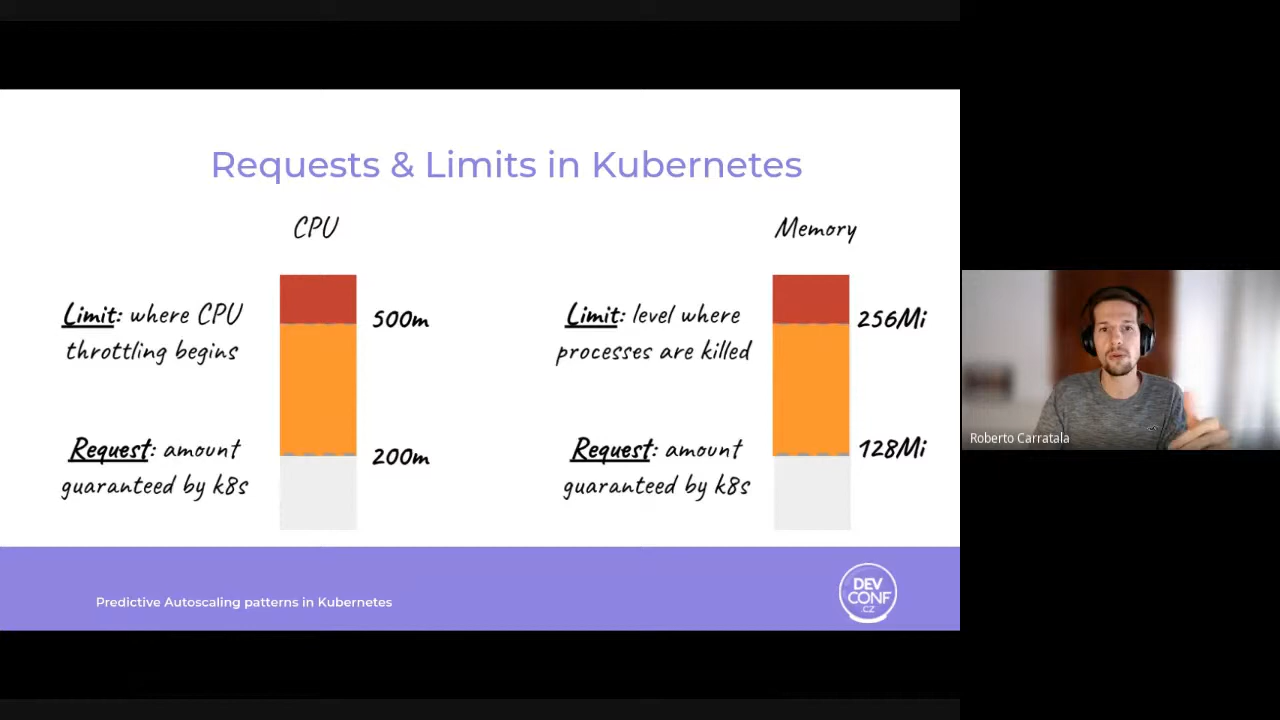 Requests & Limits in Kubernetes
CPU
Limit: where CPU
throttling begins
500m
Request: amount
guaranteed by k8s
200m
Memory
Limit: level where
processes are killed
256Mi
Request: amount
guaranteed by k8s
128Mi
Predictive Autoscaling patterns in Kubernetes
DEV
CONF
.CZ
Roberto Carratala